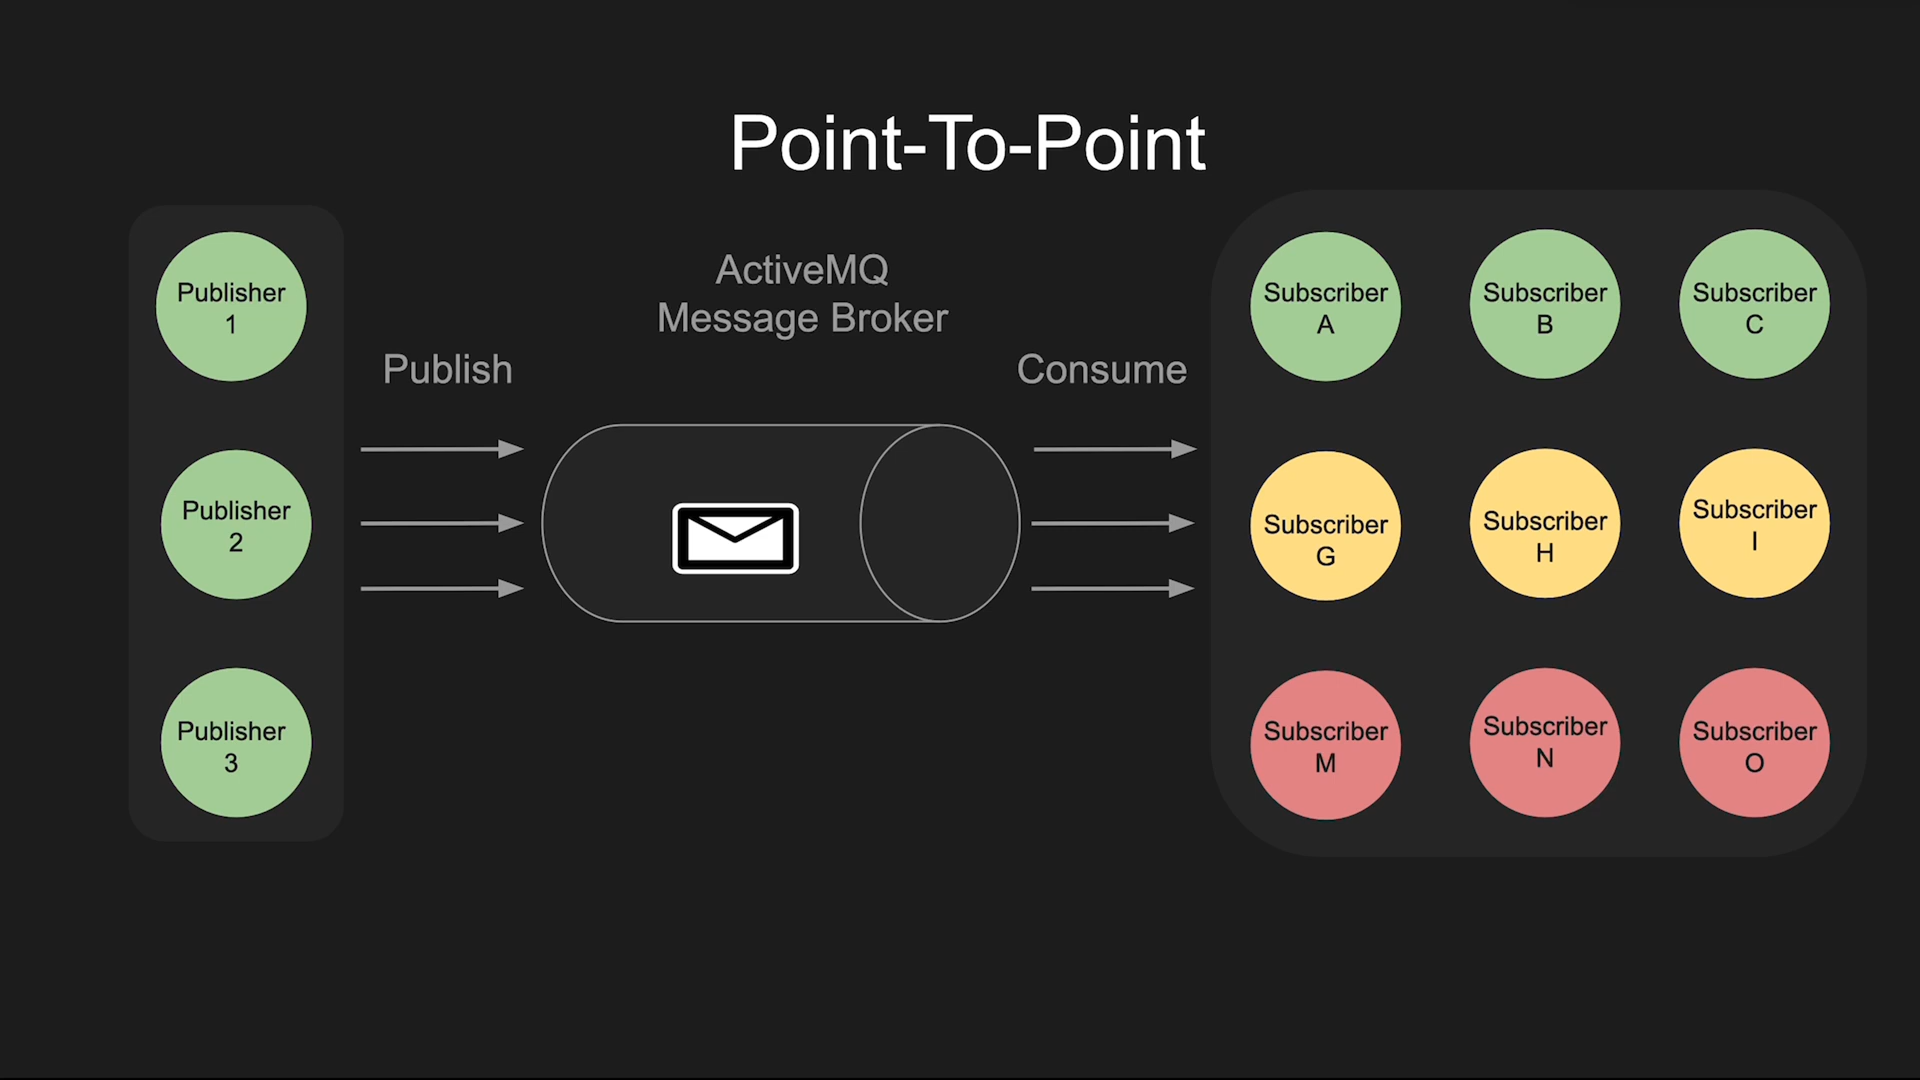 Point-To-Point
ActiveMQ
Message Broker
Publish
Consume
Publisher
1
Publisher
2
Publisher
3
Subscriber
A
Subscriber
B
Subscriber
C
Subscriber
G
Subscriber
H
Subscriber
I
Subscriber
M
Subscriber
N
Subscriber
O